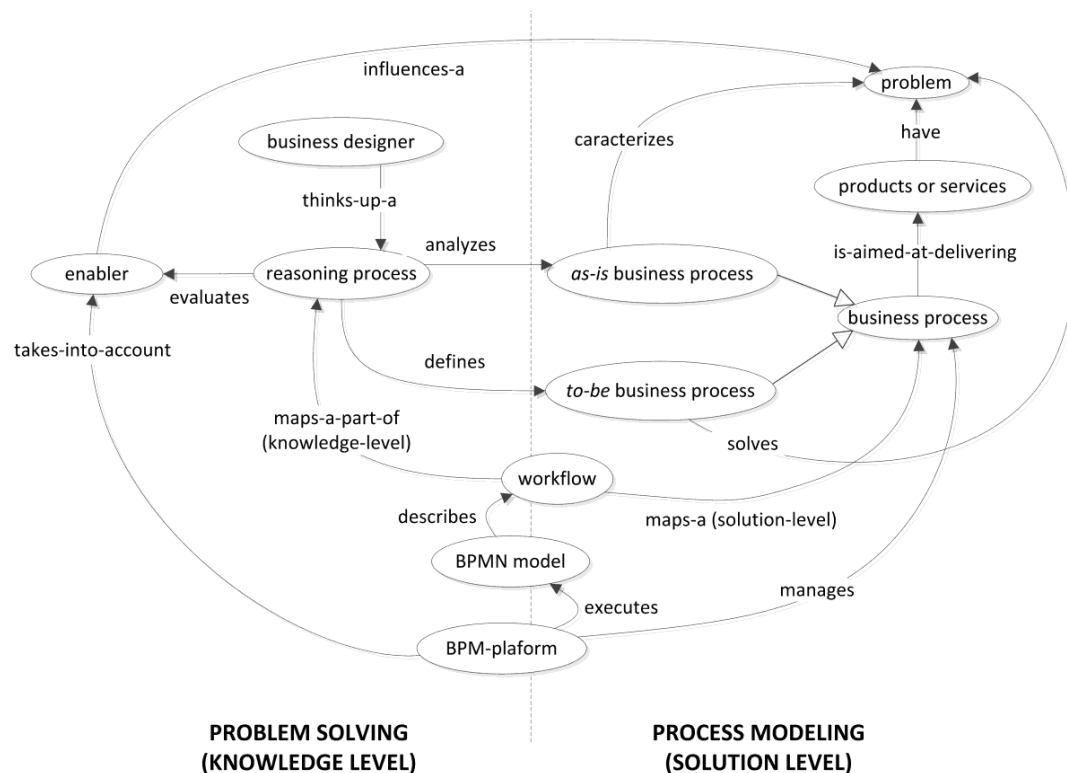 influences-a
problem
business designer
caracterizes
have
thinks-up-a
products or services
analyzes
is-aimed-at-delivering
enabler
reasoning process
as-is business process
evaluates
business process
takes-into-account
defines
to-be business process
maps-a-part-of
(knowledge-level)
solves
workflow
describes
maps-a (solution-level)
BPMN model
executes
manages
BPM-plaform
PROBLEM SOLVING
(KNOWLEDGE LEVEL)
PROCESS MODELING
(SOLUTION LEVEL)